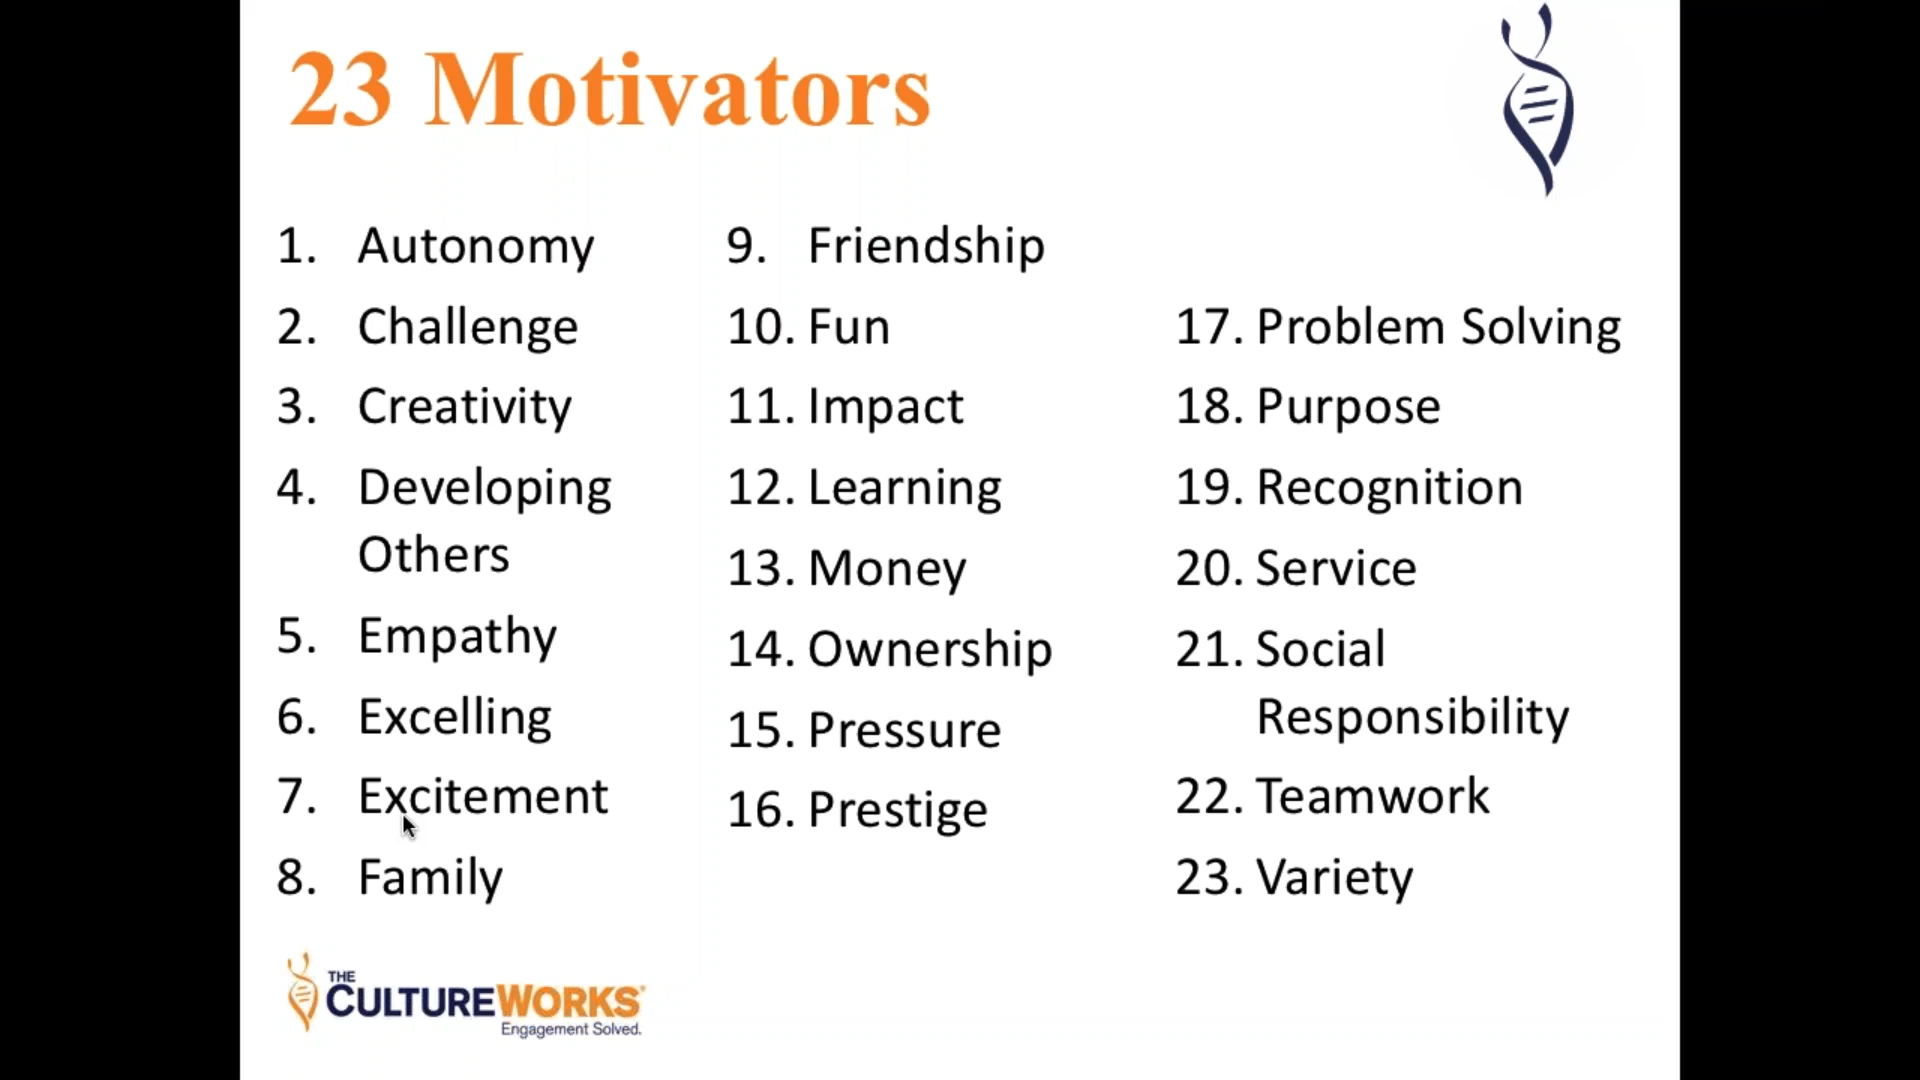 23 Motivators
1. Autonomy
2. Challenge
3. Creativity
4. Developing
Others
5. Empathy
6. Excelling
7. Excitement
8. Family
9. Friendship
10. Fun
11. Impact
12. Learning
13. Money
14. Ownership
15. Pressure
16. Prestige
17. Problem Solving
18. Purpose
19. Recognition
20. Service
21. Social
Responsibility
22. Teamwork
23. Variety
THE
CULTUREWORKS®
Engagement Solved.